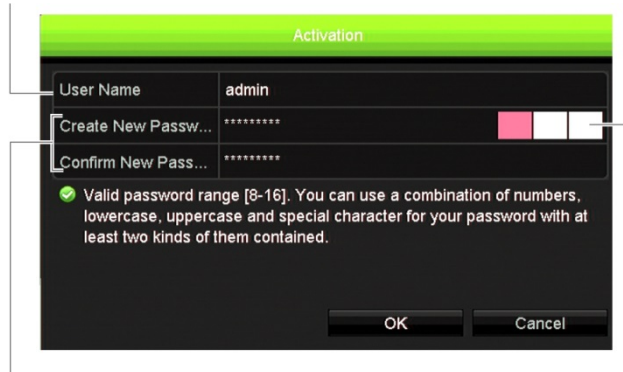 Activation
User Name admin
Create New Passw... *********
Confirm New Pass... *********
Valid password range [8-16]. You can use a combination of numbers,
lowercase, uppercase and special character for your password with at
least two kinds of them contained.
OK Cancel